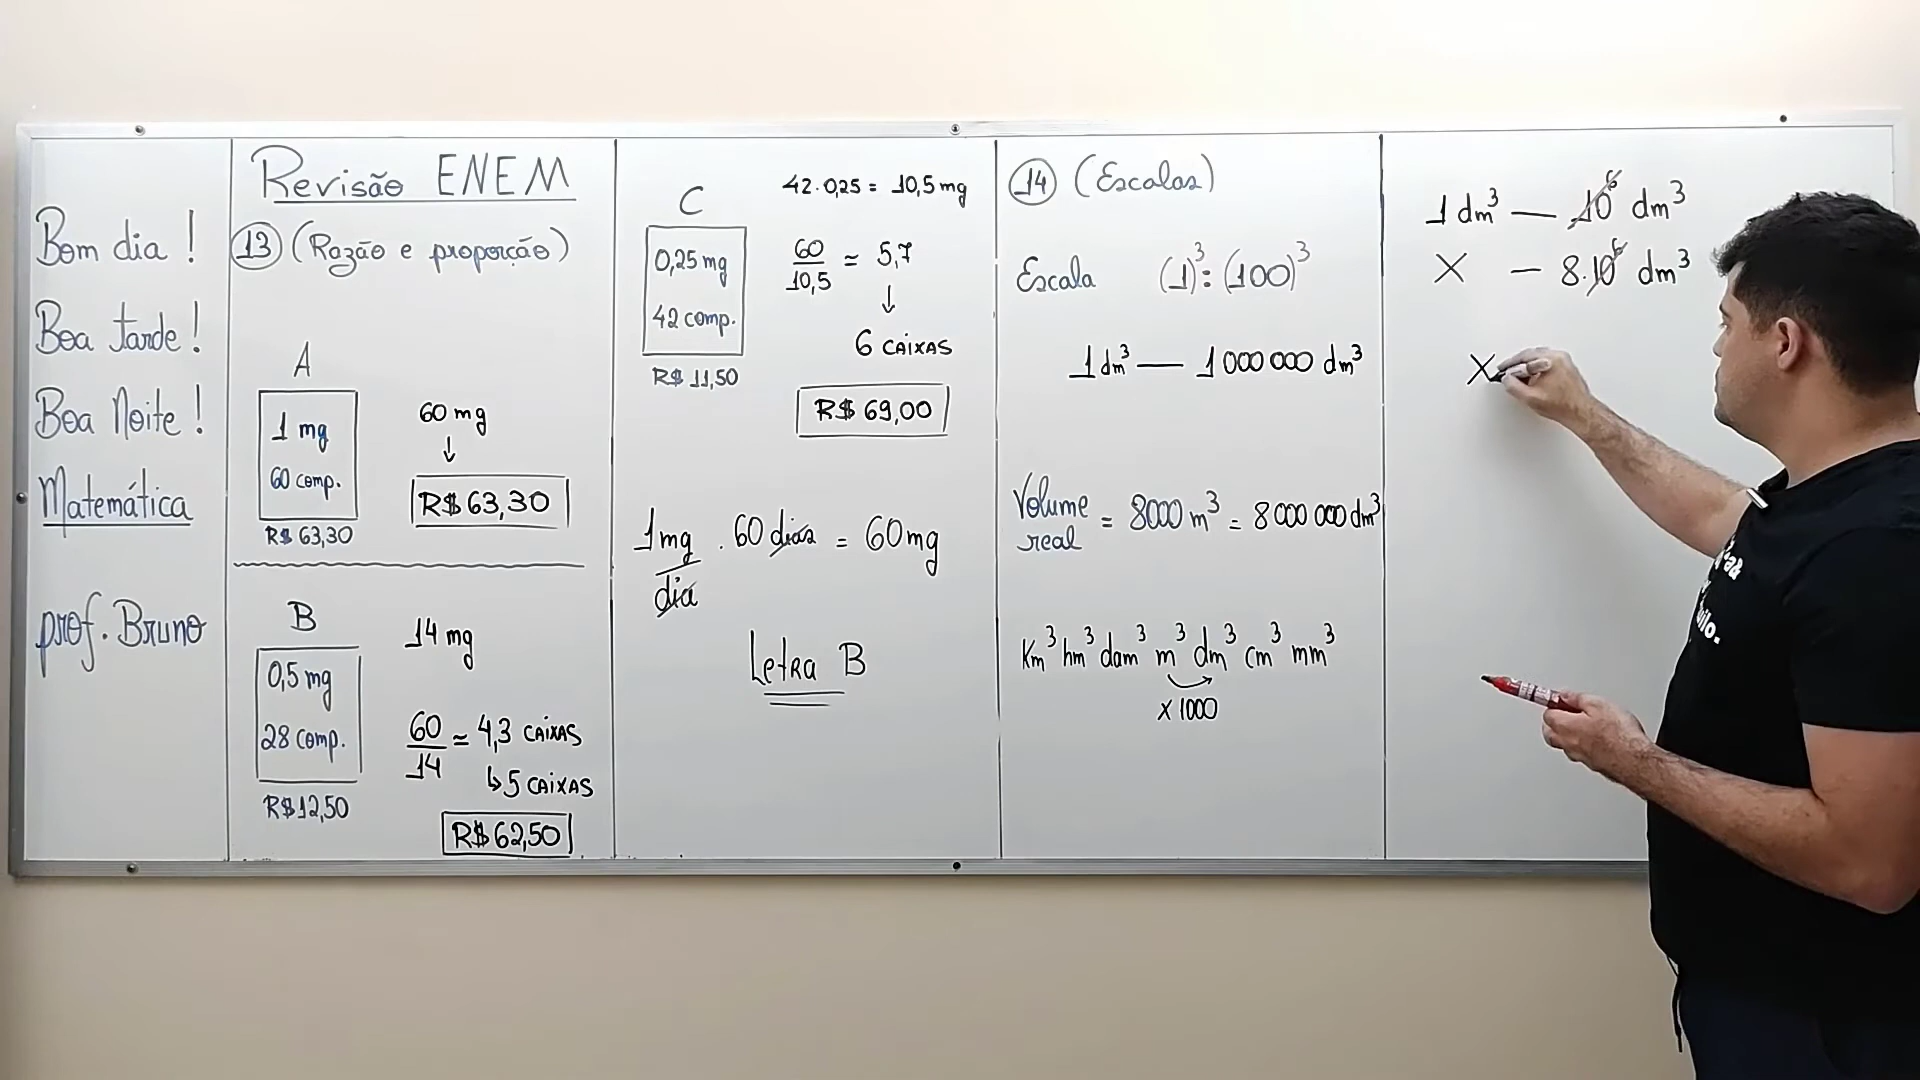 Bom dia !
Boa tarde !
Boa Noite !
Matemática
prof. Bruno
Revisão ENEM
13 (Razão e proporção)
A
1 mg
60 comp.
R$ 63,30
60 mg
↓
R$ 63,30
B
0,5 mg
28 comp.
R$12,50
14 mg
60/14 ≃ 4,3 CAIXAS
↳ 5 CAIXAS
R$ 62,50
C
0,25 mg
42 comp.
R$ 11,50
42 . 0,25 = 10,5 mg
60/10,5 ≃ 5,7
↓
6 CAIXAS
R$ 69,00
1mg/dia . 60 dias = 60mg
Letra B
14 (Escalas)
Escala (1)³ : (100)³
1 dm³ — 1 000 000 dm³
Volume real = 8000 m³ = 8 000 000 dm³
Km³ hm³ dam³ m³ dm³ cm³ mm³
x 1000
1 dm³ — 10⁶ dm³
X — 8.10⁶ dm³
X